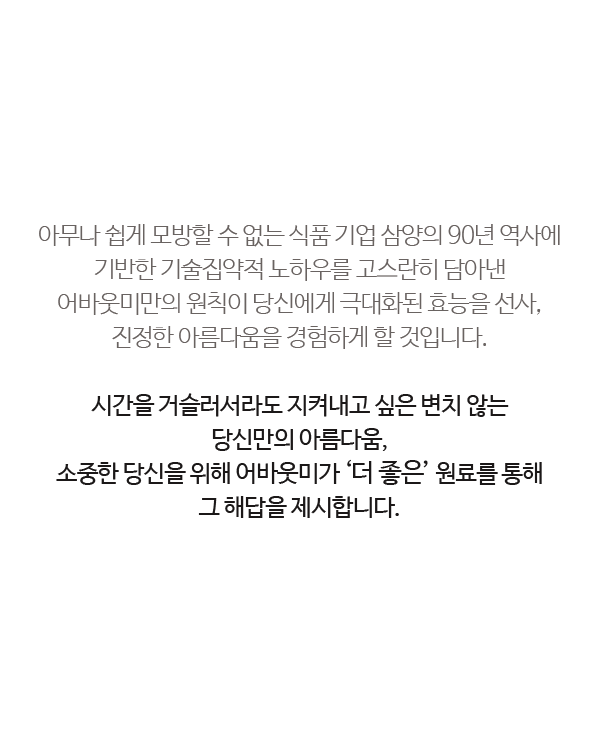 아무나 쉽게 모방할 수 없는 식품 기업 삼양의 90년 역사에
기반한 기술집약적 노하우를 고스란히 담아낸
어바웃미만의 원칙이 당신에게 극대화된 효능을 선사,
진정한 아름다움을 경험하게 할 것입니다.
시간을 거슬러서라도 지켜내고 싶은 변치 않는
당신만의 아름다움,
소중한 당신을 위해 어바웃미가 ‘더 좋은’ 원료를 통해
그 해답을 제시합니다.